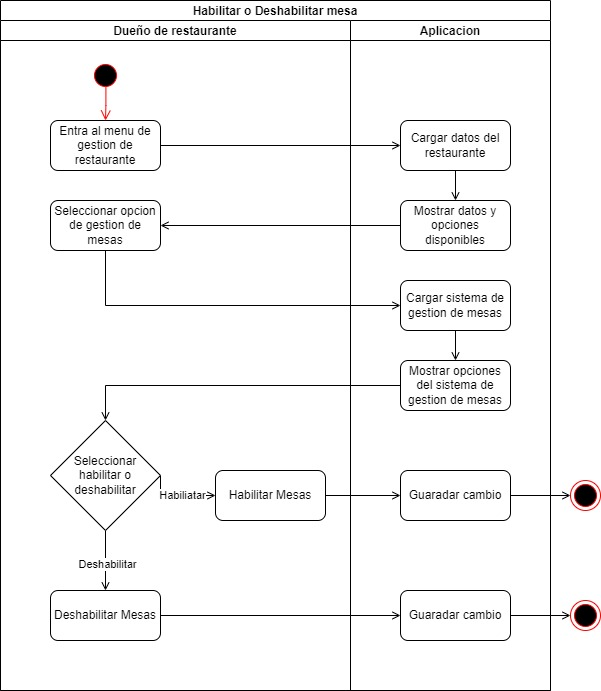 Habilitar o Deshabilitar mesa
Dueño de restaurante
Aplicacion
Entra al menu de
gestion de
restaurante
Cargar datos del
restaurante
Seleccionar opcion
de gestion de
mesas
Mostrar datos y
opciones
disponibles
Cargar sistema de
gestion de mesas
Mostrar opciones
del sistema de
gestion de mesas
Seleccionar
habilitar o
deshabilitar
Habiliatar
Habilitar Mesas
Guaradar cambio
Deshabilitar
Deshabilitar Mesas
Guaradar cambio